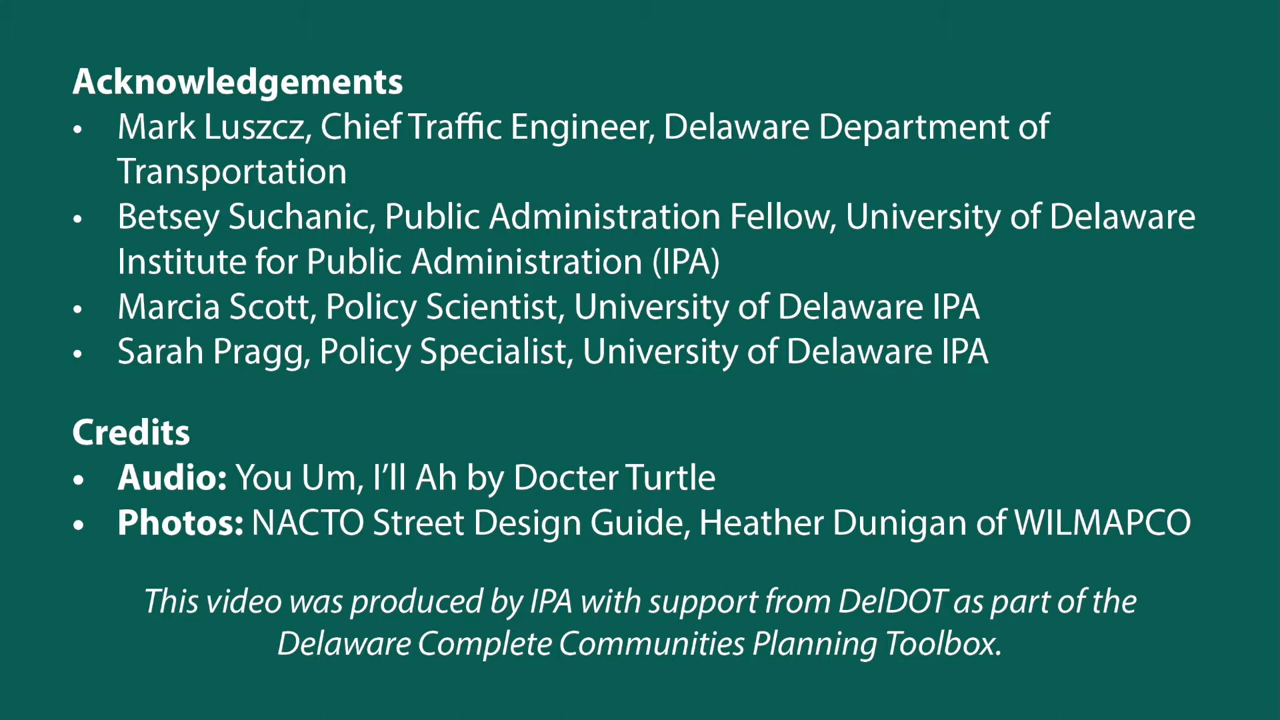 Acknowledgements
• Mark Luszcz, Chief Traffic Engineer, Delaware Department of
Transportation
• Betsey Suchanic, Public Administration Fellow, University of Delaware
Institute for Public Administration (IPA)
• Marcia Scott, Policy Scientist, University of Delaware IPA
• Sarah Pragg, Policy Specialist, University of Delaware IPA
Credits
• Audio: You Um, I’ll Ah by Docter Turtle
• Photos: NACTO Street Design Guide, Heather Dunigan of WILMAPCO
This video was produced by IPA with support from DelDOT as part of the
Delaware Complete Communities Planning Toolbox.